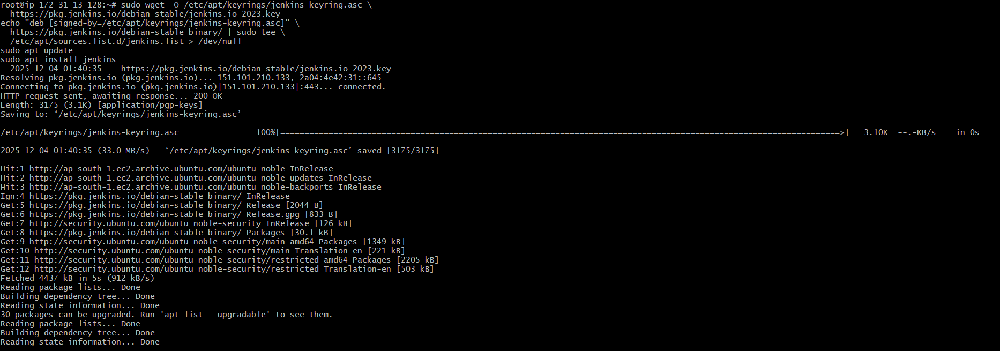 root@ip-172-31-13-128:~# sudo wget -O /etc/apt/keyrings/jenkins-keyring.asc \
  https://pkg.jenkins.io/debian-stable/jenkins.io-2023.key
echo "deb [signed-by=/etc/apt/keyrings/jenkins-keyring.asc]" \
  https://pkg.jenkins.io/debian-stable binary/ | sudo tee \
  /etc/apt/sources.list.d/jenkins.list > /dev/null
sudo apt update
sudo apt install jenkins
--2025-12-04 01:40:35--  https://pkg.jenkins.io/debian-stable/jenkins.io-2023.key
Resolving pkg.jenkins.io (pkg.jenkins.io)... 151.101.210.133, 2a04:4e42:31::645
Connecting to pkg.jenkins.io (pkg.jenkins.io)|151.101.210.133|:443... connected.
HTTP request sent, awaiting response... 200 OK
Length: 3175 (3.1K) [application/pgp-keys]
Saving to: ‘/etc/apt/keyrings/jenkins-keyring.asc’
/etc/apt/keyrings/jenkins-keyring.asc                100%[====================================================================================================================>]   3.10K  --.-KB/s    in 0s
2025-12-04 01:40:35 (33.0 MB/s) - ‘/etc/apt/keyrings/jenkins-keyring.asc’ saved [3175/3175]
Hit:1 http://ap-south-1.ec2.archive.ubuntu.com/ubuntu noble InRelease
Hit:2 http://ap-south-1.ec2.archive.ubuntu.com/ubuntu noble-updates InRelease
Hit:3 http://ap-south-1.ec2.archive.ubuntu.com/ubuntu noble-backports InRelease
Ign:4 https://pkg.jenkins.io/debian-stable binary/ InRelease
Get:5 https://pkg.jenkins.io/debian-stable binary/ Release [2044 B]
Get:6 https://pkg.jenkins.io/debian-stable binary/ Release.gpg [833 B]
Get:7 http://security.ubuntu.com/ubuntu noble-security InRelease [126 kB]
Get:8 https://pkg.jenkins.io/debian-stable binary/ Packages [30.1 kB]
Get:9 http://security.ubuntu.com/ubuntu noble-security/main amd64 Packages [1349 kB]
Get:10 http://security.ubuntu.com/ubuntu noble-security/main Translation-en [221 kB]
Get:11 http://security.ubuntu.com/ubuntu noble-security/restricted amd64 Packages [2205 kB]
Get:12 http://security.ubuntu.com/ubuntu noble-security/restricted Translation-en [503 kB]
Fetched 4437 kB in 5s (912 kB/s)
Reading package lists... Done
Building dependency tree... Done
Reading state information... Done
30 packages can be upgraded. Run 'apt list --upgradable' to see them.
Reading package lists... Done
Building dependency tree... Done
Reading state information... Done